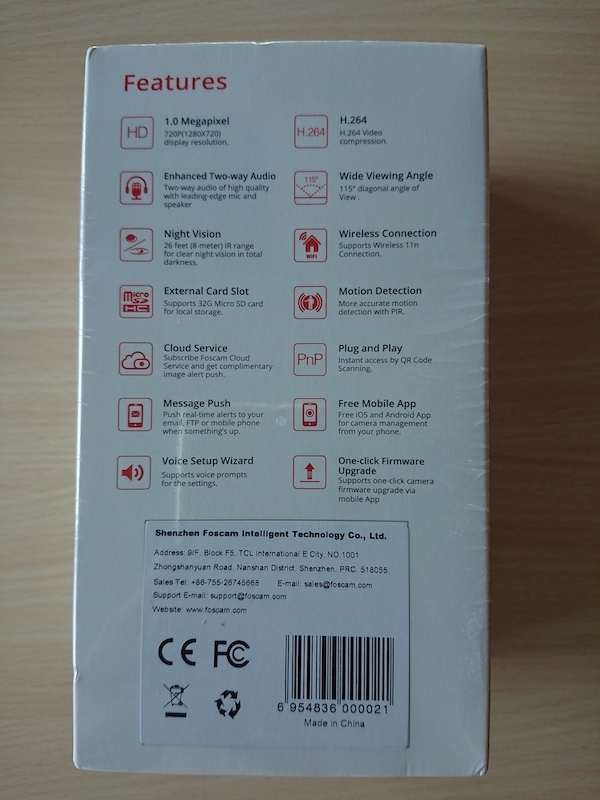 Features
HD
1.0 Megapixel
720P(1280X720)
display resolution.
H.264
H.264
H.264 Video
compression.
Enhanced Two-way Audio
Two-way audio of high quality
with leading-edge mic and
speaker
115°
Wide Viewing Angle
115° diagonal angle of
View .
Night Vision
26 feet (8-meter) IR range
for clear night vision in total
darkness.
WIFI
Wireless Connection
Supports Wireless 11n
Connection.
Micro
SD
HC
External Card Slot
Supports 32G Micro SD card
for local storage.
Motion Detection
More accurate motion
detection with PIR.
Cloud Service
Subscribe Foscam Cloud
Service and get complimentary
image alert push.
PnP
Plug and Play
Instant access by QR Code
Scanning.
Message Push
Push real-time alerts to your
email, FTP or mobile phone
when something's up.
Free Mobile App
Free iOS and Android App
for camera management
from your phone.
Voice Setup Wizard
Supports voice prompts
for the settings.
One-click Firmware
Upgrade
Supports one-click camera
firmware upgrade via
mobile App
Shenzhen Foscam Intelligent Technology Co., Ltd.
Address: 9/F, Block F5, TCL International E City, NO.1001
Zhongshanyuan Road, Nanshan District, Shenzhen, PRC, 518055.
Sales Tel: +86-755-26745668 E-mail: sales@foscam.com
Support E-mail: support@foscam.com
Website: www.foscam.com
CE FC
6 954836 000021
Made in China